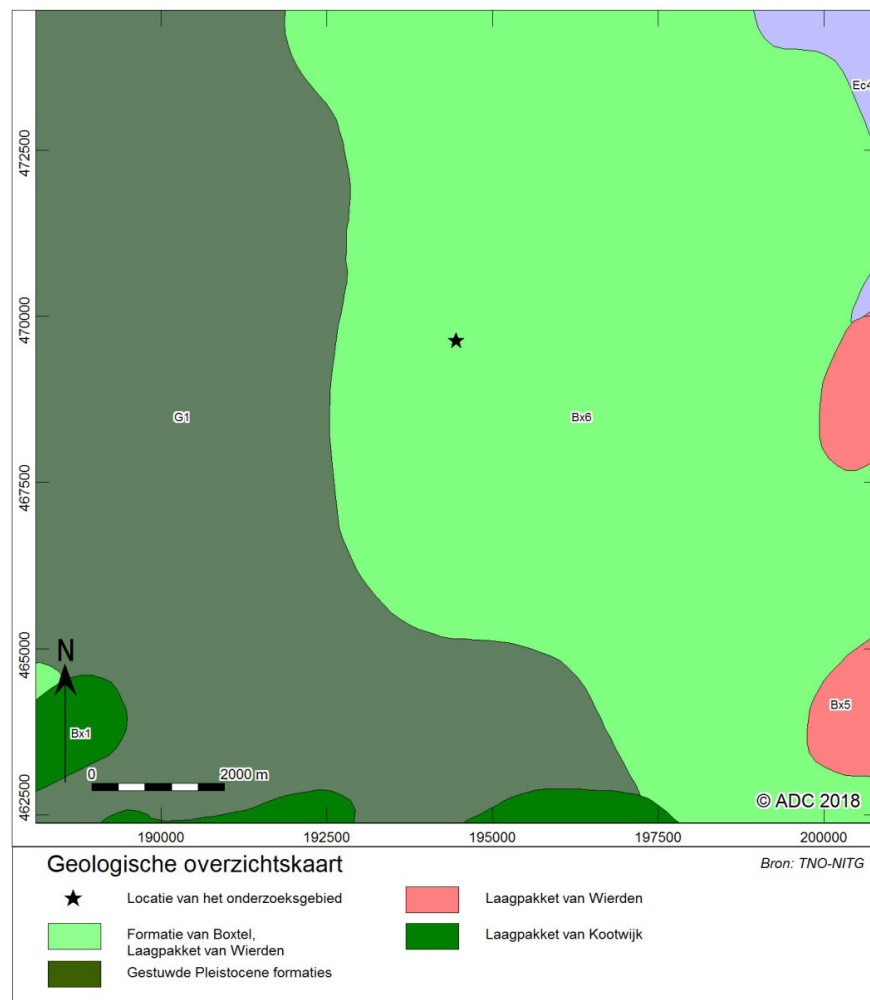 472500
470000
467500
465000
462500
Ec4
G1
Bx6
Bx5
Bx1
N
0 2000 m
© ADC 2018
190000 192500 195000 197500 200000
Geologische overzichtskaart
Bron: TNO-NITG
Locatie van het onderzoeksgebied
Laagpakket van Wierden
Formatie van Boxtel,
Laagpakket van Wierden
Laagpakket van Kootwijk
Gestuwde Pleistocene formaties